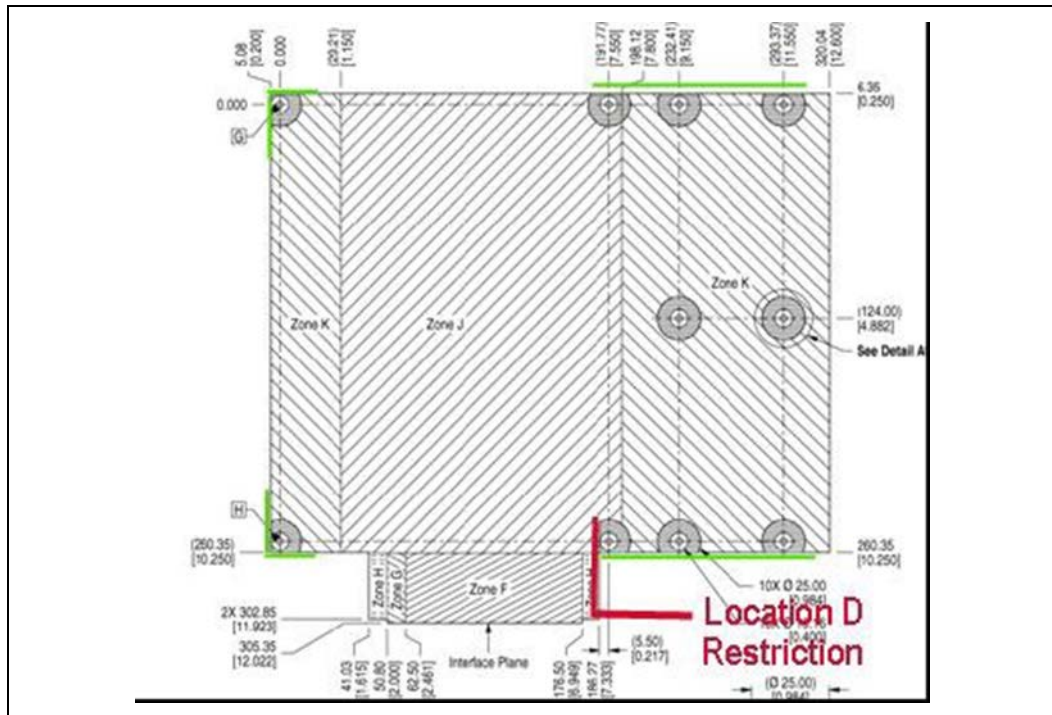 5.08
[0.200]
0.000
(29.21)
[1.150]
(191.77)
[7.550]
198.12
[7.800]
(232.41)
[9.150]
(293.37)
[11.550]
320.04
[12.600]
0.000
6.35
[0.250]
G
Zone K
Zone J
Zone K
(124.00)
[4.882]
See Detail A
H
(260.35)
[10.250]
260.35
[10.250]
Zone H
Zone G
Zone F
Zone H
10X Ø 25.00
[0.984]
2X 302.85
[11.923]
305.35
[12.022]
Interface Plane
41.03
[1.615]
50.80
[2.000]
62.50
[2.461]
176.50
[6.949]
186.27
[7.333]
(5.50)
[0.217]
[0.400]
Location D
Restriction
(Ø 25.00)
[0.984]